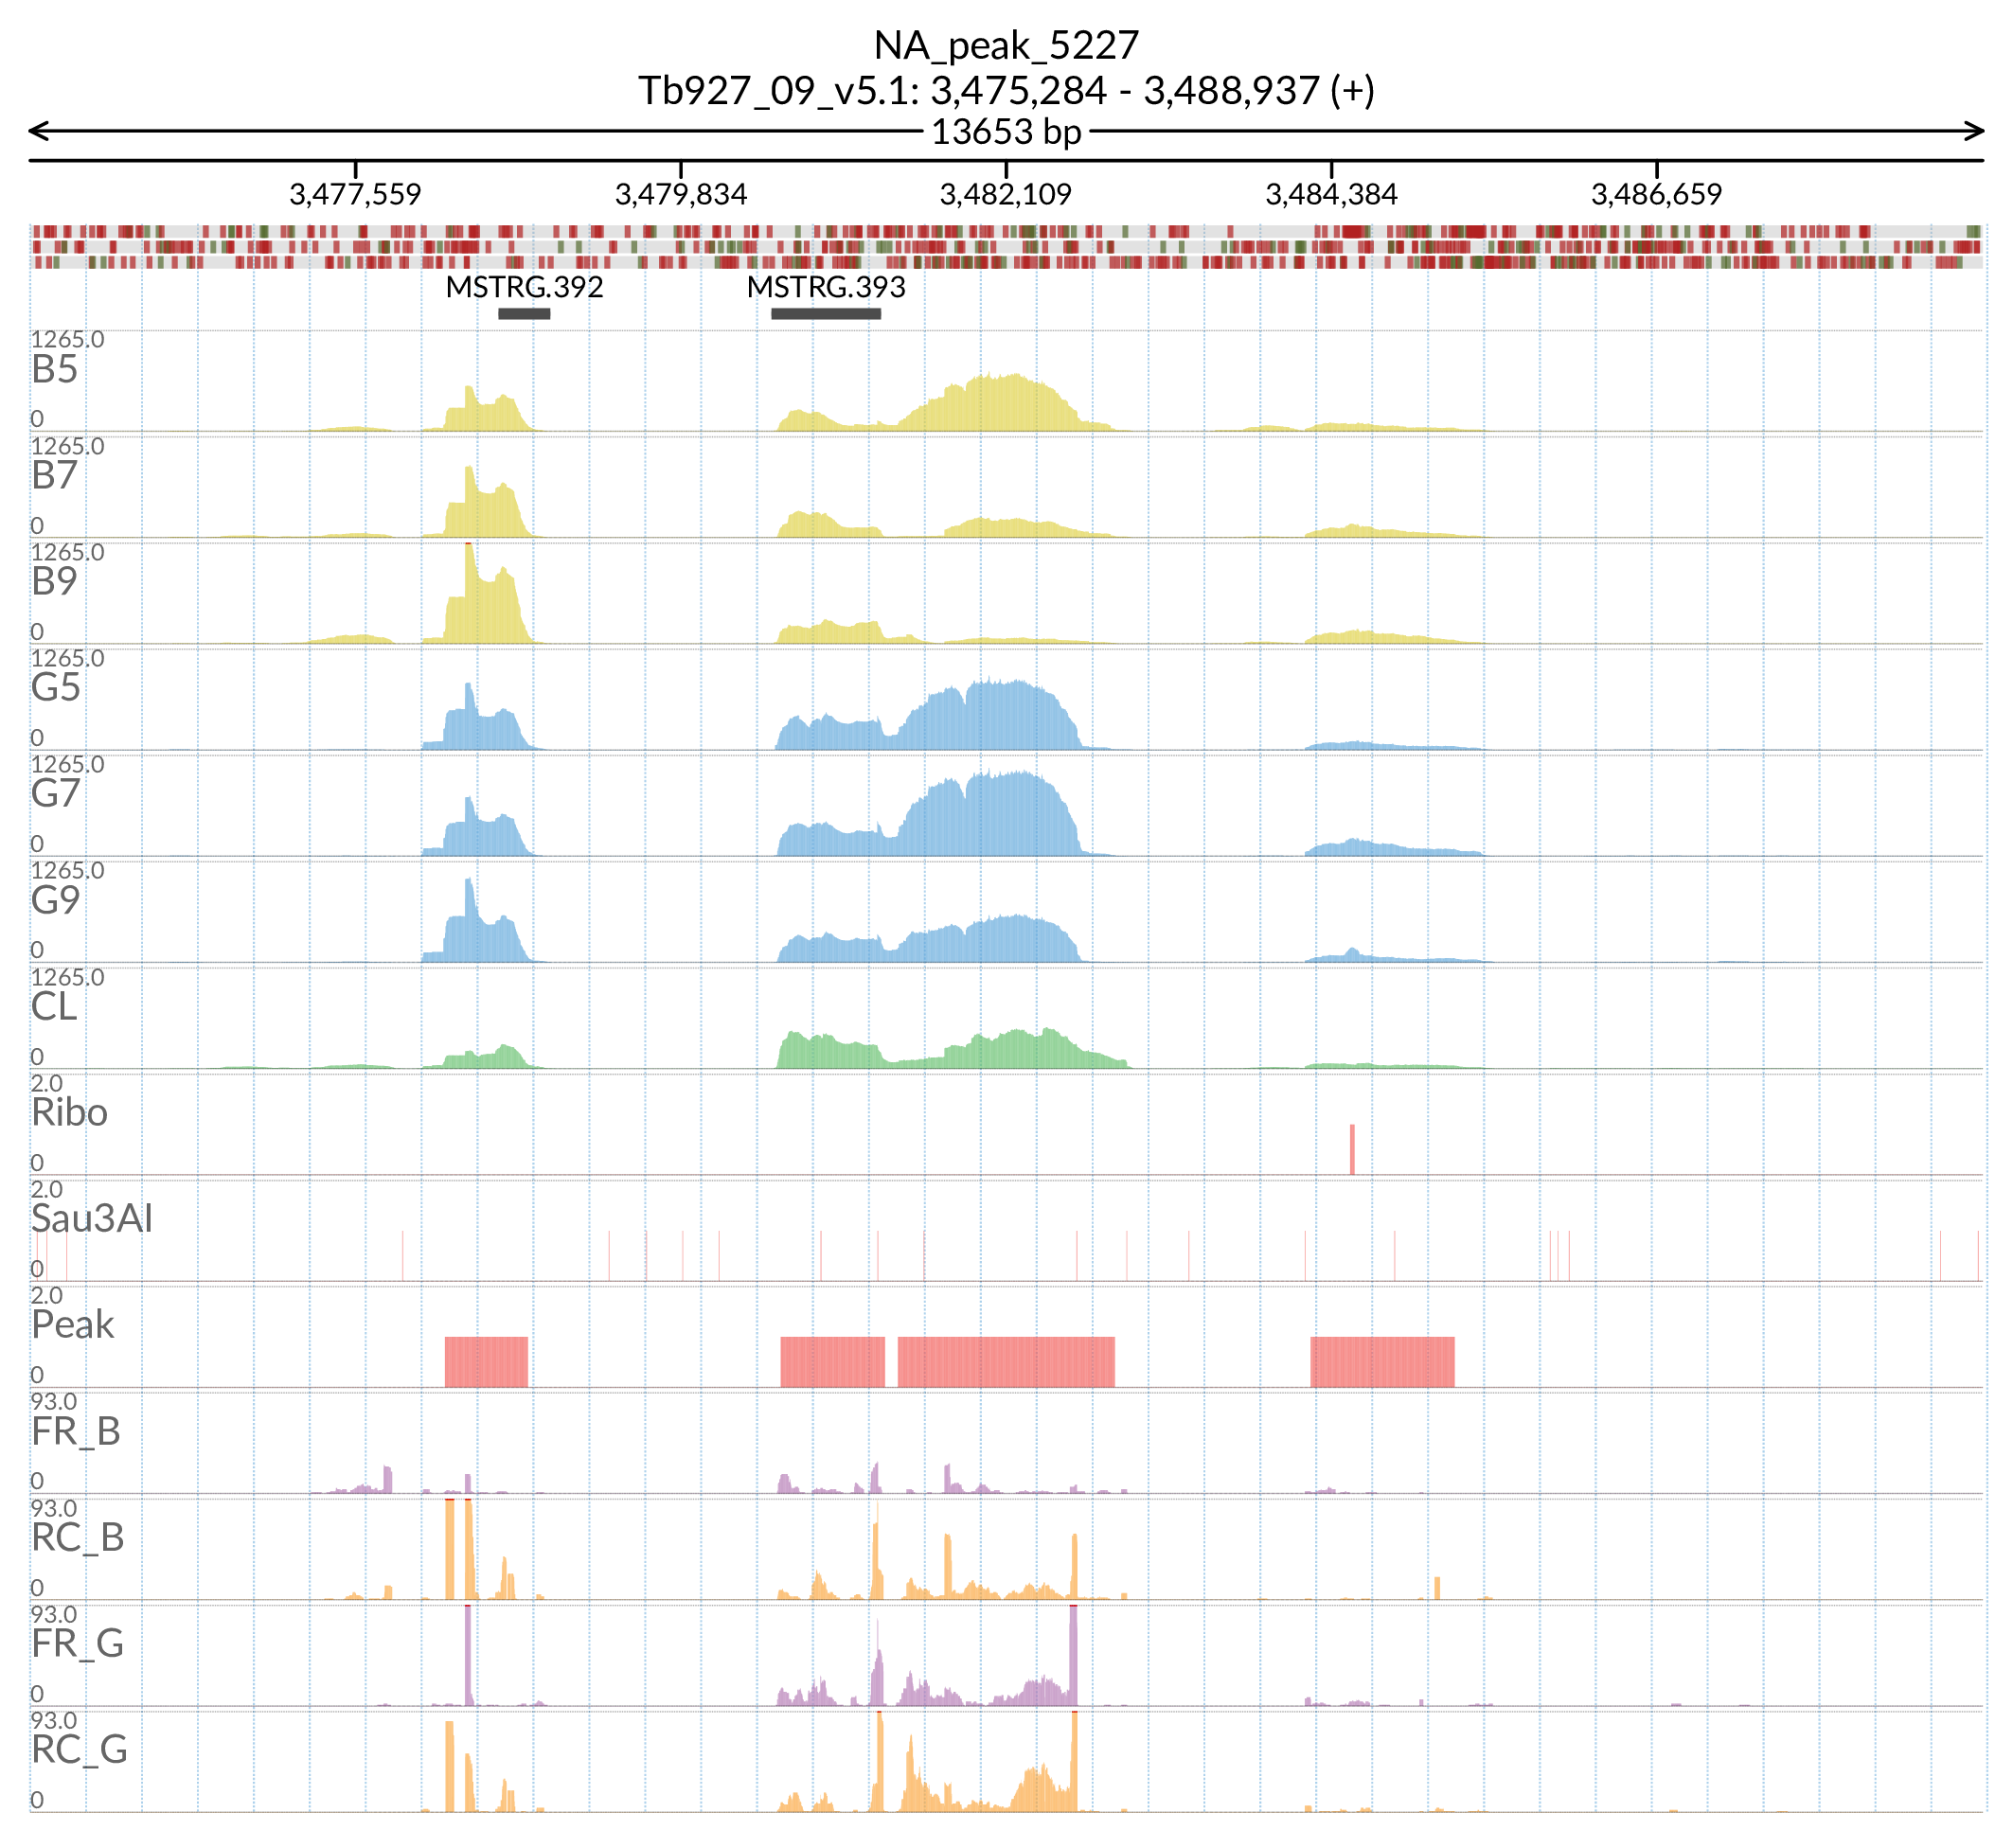 NA_peak_5227
Tb927_09_v5.1: 3,475,284 - 3,488,937 (+)
13653 bp
3,477,559 3,479,834 3,482,109 3,484,384 3,486,659
MSTRG.392 MSTRG.393
1265.0
B5
0
1265.0
B7
0
1265.0
B9
0
1265.0
G5
0
1265.0
G7
0
1265.0
G9
0
1265.0
CL
0
2.0
Ribo
0
2.0
Sau3AI
0
2.0
Peak
0
93.0
FR_B
0
93.0
RC_B
0
93.0
FR_G
0
93.0
RC_G
0